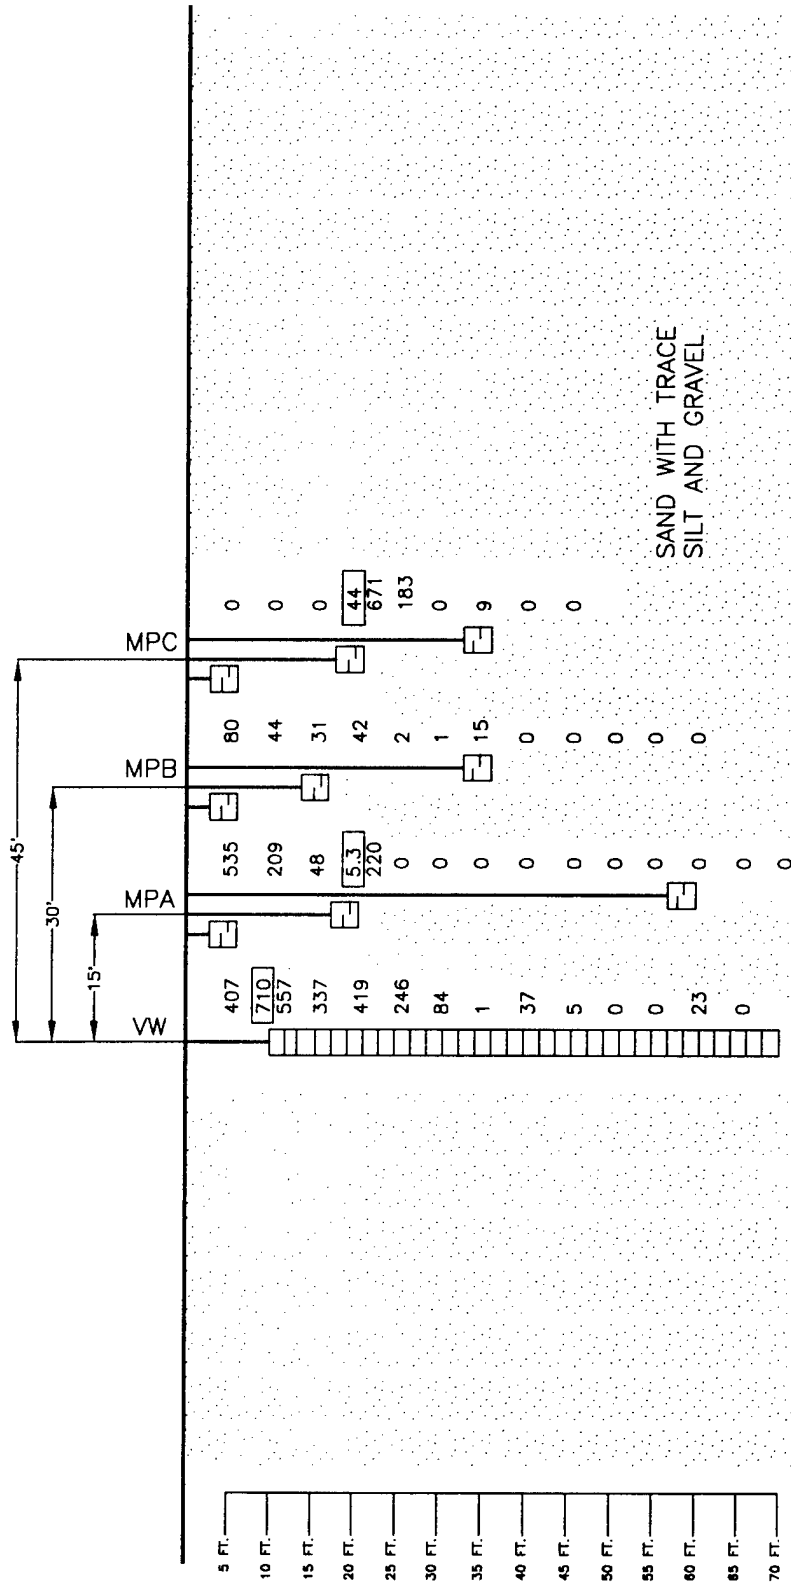 45'
30'
15'
VW
MPA
MPB
MPC
407
710
557
337
419
246
84
1
37
5
0
0
23
0
535
209
48
5.3
220
0
0
0
0
0
0
0
0
0
0
80
44
31
42
2
1
15
0
0
0
0
0
0
0
0
44
671
183
0
9
0
0
SAND WITH TRACE
SILT AND GRAVEL
5 FT.
10 FT.
15 FT.
20 FT.
25 FT.
30 FT.
35 FT.
40 FT.
45 FT.
50 FT.
55 FT.
60 FT.
65 FT.
70 FT.